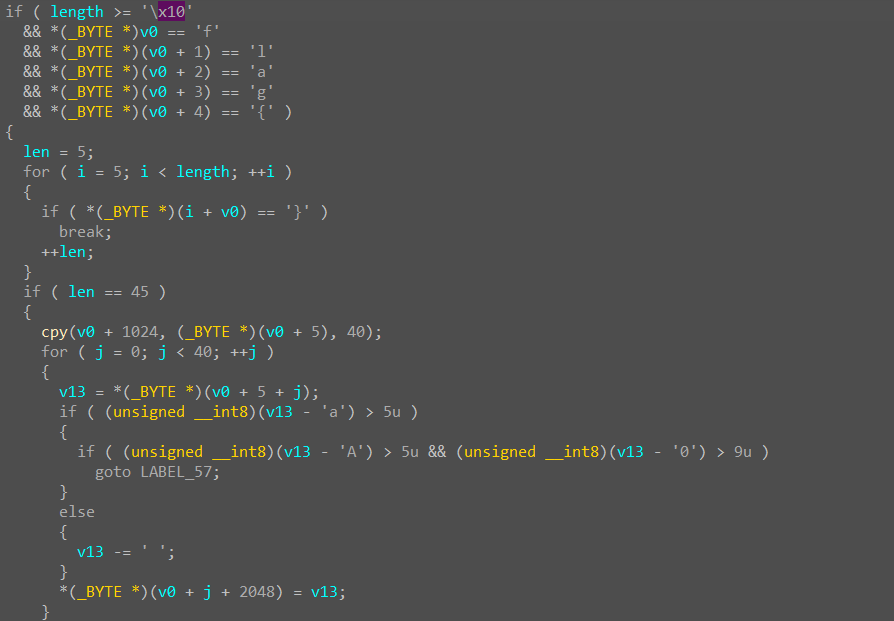 if ( length >= '\x10'
  && *(_BYTE *)v0 == 'f'
  && *(_BYTE *)(v0 + 1) == 'l'
  && *(_BYTE *)(v0 + 2) == 'a'
  && *(_BYTE *)(v0 + 3) == 'g'
  && *(_BYTE *)(v0 + 4) == '{' )
{
  len = 5;
  for ( i = 5; i < length; ++i )
  {
    if ( *(_BYTE *)(i + v0) == '}' )
      break;
    ++len;
  }
  if ( len == 45 )
  {
    cpy(v0 + 1024, (_BYTE *)(v0 + 5), 40);
    for ( j = 0; j < 40; ++j )
    {
      v13 = *(_BYTE *)(v0 + 5 + j);
      if ( (unsigned __int8)(v13 - 'a') > 5u )
      {
        if ( (unsigned __int8)(v13 - 'A') > 5u && (unsigned __int8)(v13 - '0') > 9u )
          goto LABEL_57;
      }
      else
      {
        v13 -= ' ';
      }
      *(_BYTE *)(v0 + j + 2048) = v13;
    }